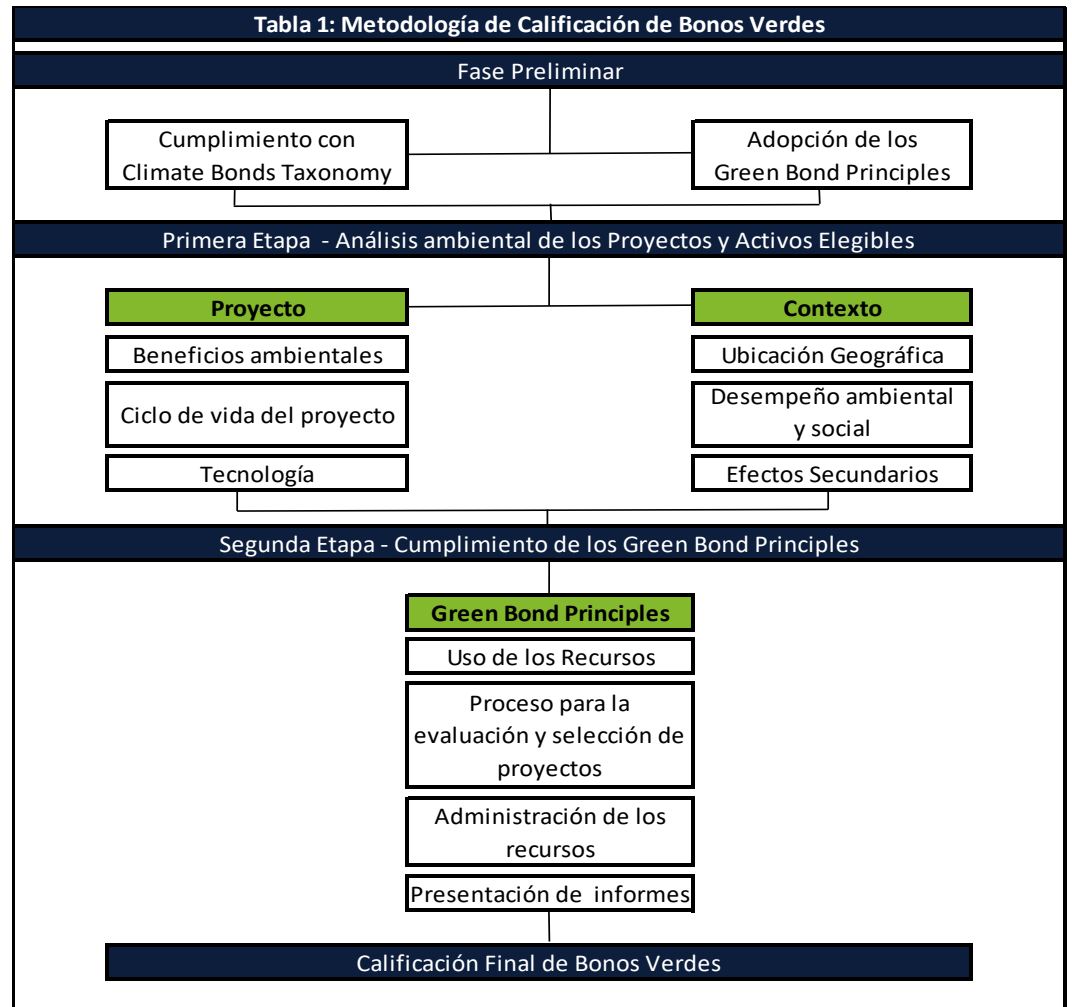 Tabla 1: Metodología de Calificación de Bonos Verdes
Fase Preliminar
Cumplimiento con
Climate Bonds Taxonomy
Adopción de los
Green Bond Principles
Primera Etapa - Análisis ambiental de los Proyectos y Activos Elegibles
Proyecto
Beneficios ambientales
Ciclo de vida del proyecto
Tecnología
Contexto
Ubicación Geográfica
Desempeño ambiental
y social
Efectos Secundarios
Segunda Etapa - Cumplimiento de los Green Bond Principles
Green Bond Principles
Uso de los Recursos
Proceso para la
evaluación y selección de
proyectos
Administración de los
recursos
Presentación de informes
Calificación Final de Bonos Verdes